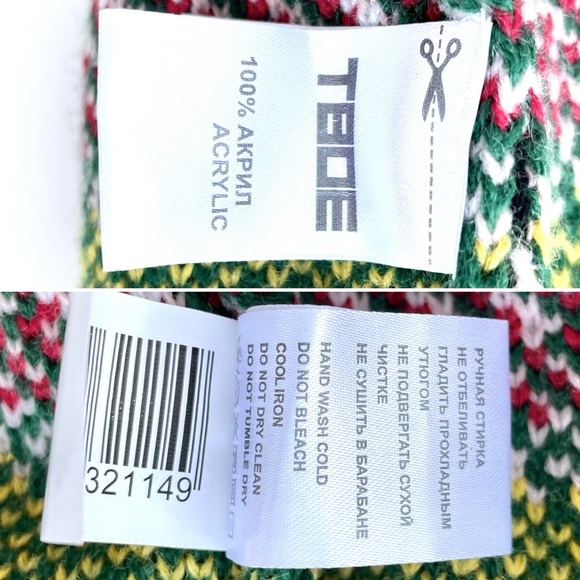 ТВОЕ
100% АКРИЛ
ACRYLIC
РУЧНАЯ СТИРКА
НЕ ОТБЕЛИВАТЬ
ГЛАДИТЬ ПРОХЛАДНЫМ
УТЮГОМ
НЕ ПОДВЕРГАТЬ СУХОЙ
ЧИСТКЕ
НЕ СУШИТЬ В БАРАБАНЕ
HAND WASH COLD
DO NOT BLEACH
COOL IRON
DO NOT DRY CLEAN
DO NOT TUMBLE DRY
321149